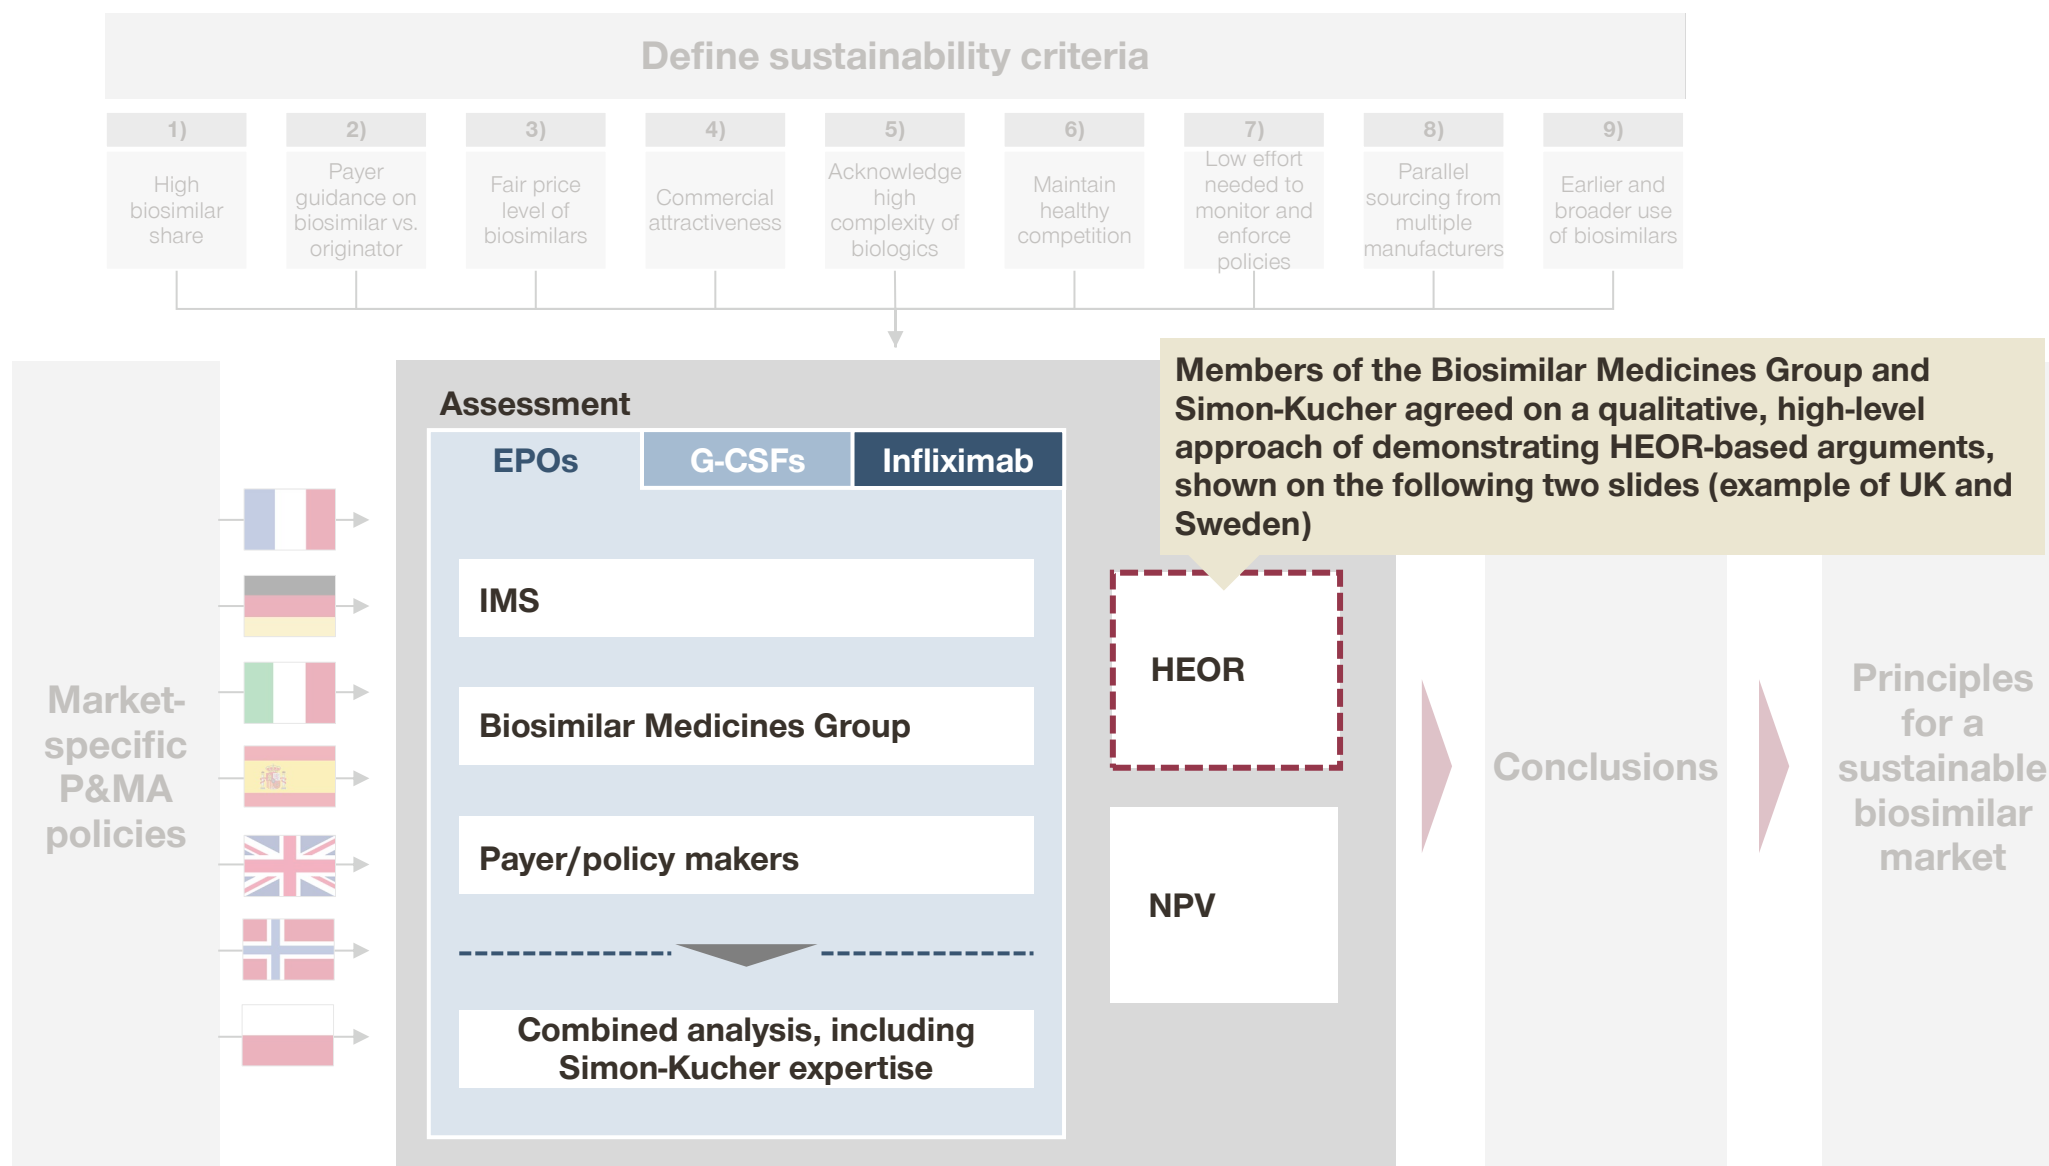 Define sustainability criteria
1)
High
biosimilar
share
2)
Payer
guidance on
biosimilar vs.
originator
3)
Fair price
level of
biosimilars
4)
Commercial
attractiveness
5)
Acknowledge
high
complexity of
biologics
6)
Maintain
healthy
competition
7)
Low effort
needed to
monitor and
enforce
policies
8)
Parallel
sourcing from
multiple
manufacturers
9)
Earlier and
broader use
of biosimilars
Market-
specific
P&MA
policies
Assessment
EPOs
G-CSFs
Infliximab
IMS
Biosimilar Medicines Group
Payer/policy makers
Combined analysis, including
Simon-Kucher expertise
Members of the Biosimilar Medicines Group and
Simon-Kucher agreed on a qualitative, high-level
approach of demonstrating HEOR-based arguments,
shown on the following two slides (example of UK and
Sweden)
HEOR
NPV
Conclusions
Principles
for a
sustainable
biosimilar
market